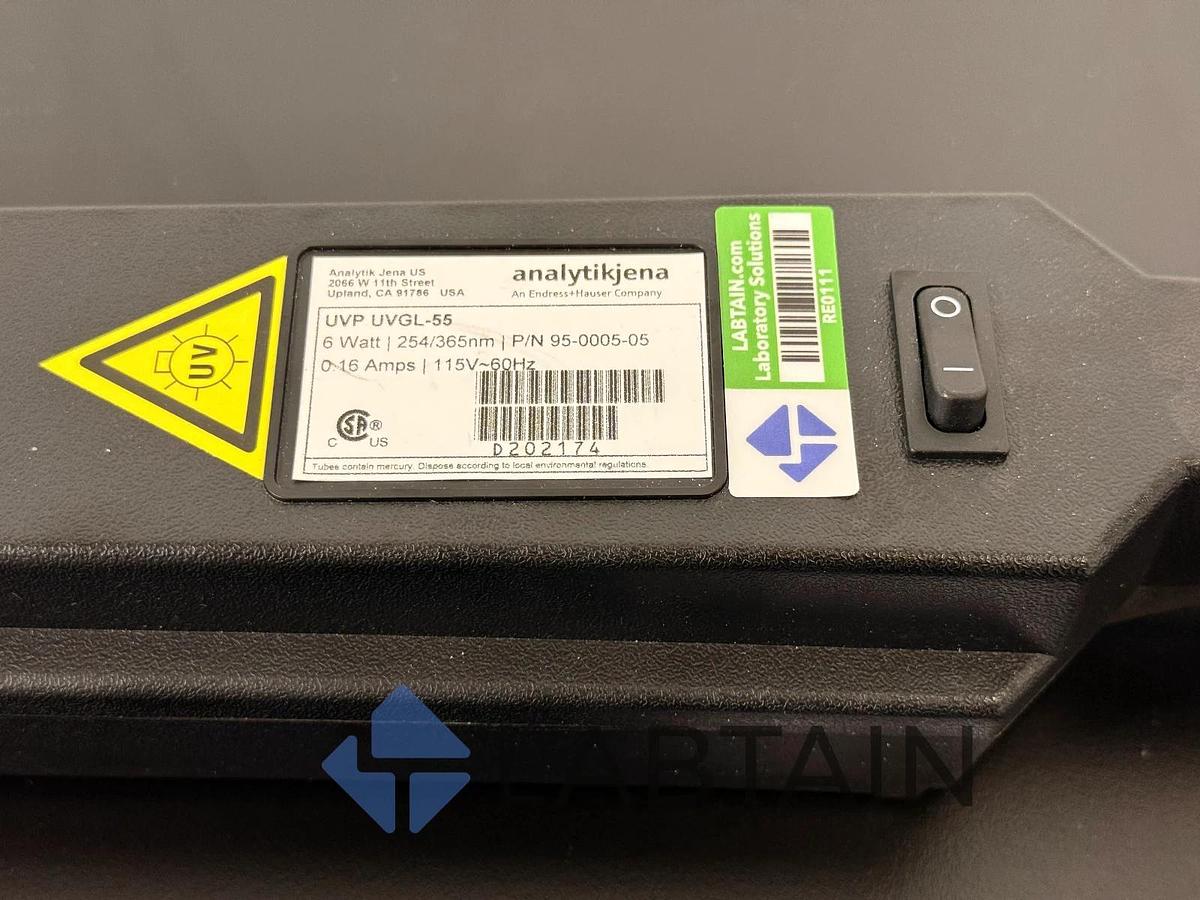 UV
Analytik Jena US
2066 W 11th Street
Upland, CA 91786 USA
analytikjena
An Endress+Hauser Company
UVP UVGL-55
6 Watt | 254/365nm | P/N 95-0005-05
0.16 Amps | 115V~60Hz
C SA ® US
D202174
Tubes contain mercury. Dispose according to local environmental regulations.
LABTAIN.com
Laboratory Solutions
RE0111
O
I
LABTAIN